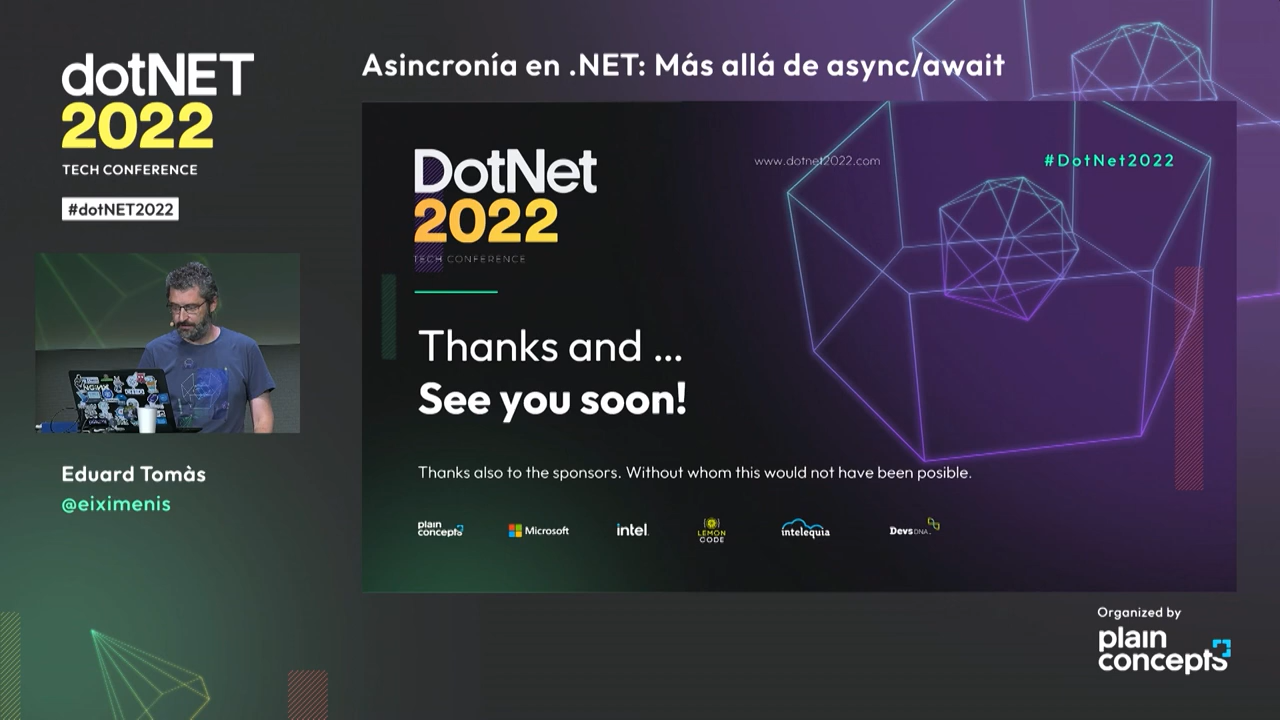 dotNET
2022
TECH CONFERENCE
#dotNET2022
Asincronía en .NET: Más allá de async/await
DotNet
2022
TECH CONFERENCE
www.dotnet2022.com
#DotNet2022
Thanks and ...
See you soon!
Thanks also to the sponsors. Without whom this would not have been posible.
plain
concepts
Microsoft
intel.
LEMON
CODE
intelequia
DevsDNA
NGINX
Eduard Tomàs
@eiximenis
Organized by
plain
concepts